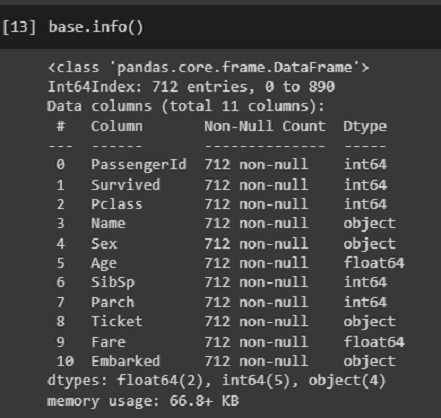 [13] base.info()
<class 'pandas.core.frame.DataFrame'>
Int64Index: 712 entries, 0 to 890
Data columns (total 11 columns):
 #   Column       Non-Null Count  Dtype
---  ------       --------------  -----
 0   PassengerId  712 non-null    int64
 1   Survived     712 non-null    int64
 2   Pclass       712 non-null    int64
 3   Name         712 non-null    object
 4   Sex          712 non-null    object
 5   Age          712 non-null    float64
 6   SibSp        712 non-null    int64
 7   Parch        712 non-null    int64
 8   Ticket       712 non-null    object
 9   Fare         712 non-null    float64
 10  Embarked     712 non-null    object
dtypes: float64(2), int64(5), object(4)
memory usage: 66.8+ KB